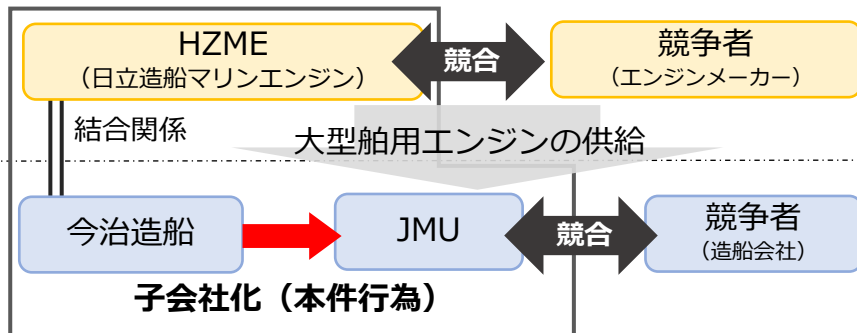 HZME
（日立造船マリンエンジン）
競合
競争者
（エンジンメーカー）
結合関係
大型舶用エンジンの供給
今治造船
JMU
競合
競争者
（造船会社）
子会社化（本件行為）